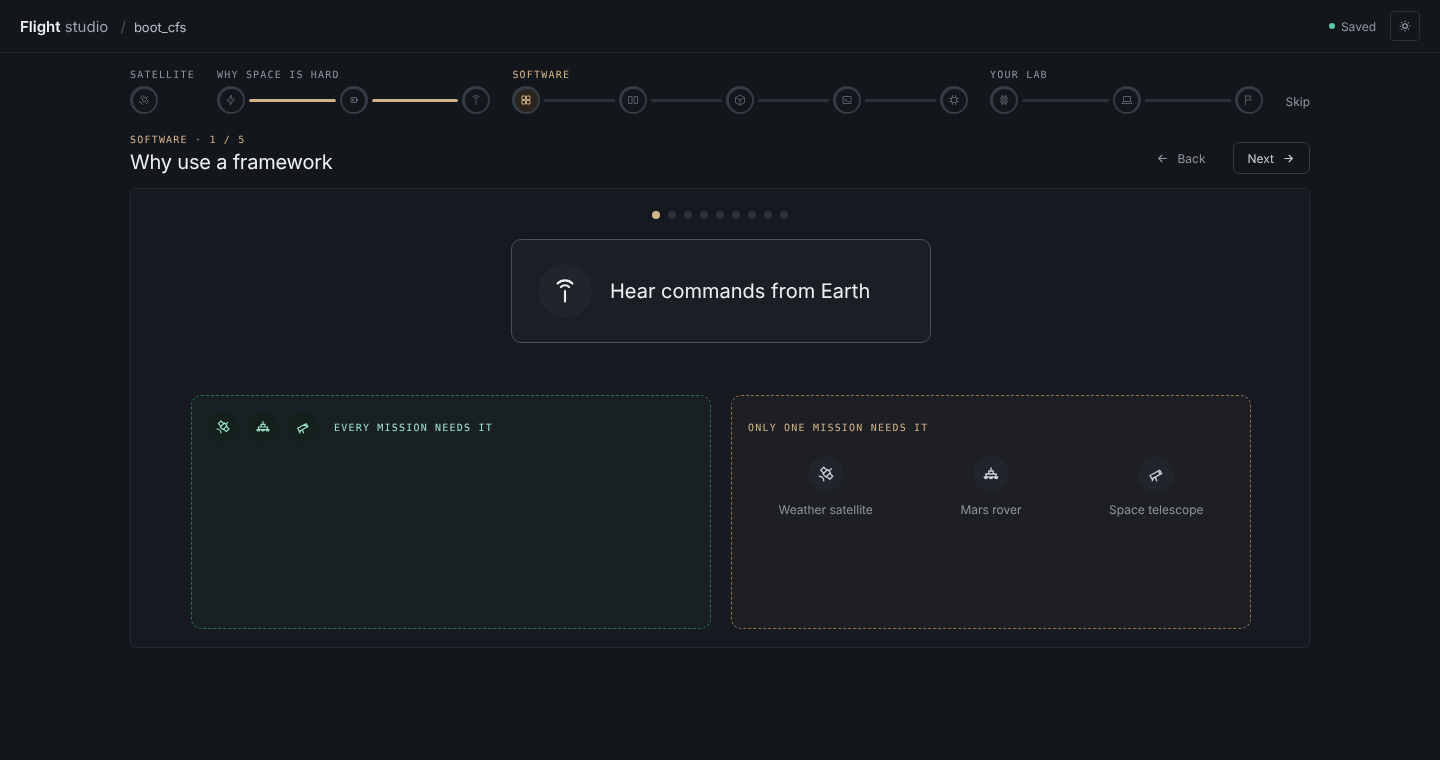 Flight studio / boot_cfs
Saved
SATELLITE
WHY SPACE IS HARD
SOFTWARE
YOUR LAB
Skip
SOFTWARE · 1 / 5
Why use a framework
← Back
Next →
Hear commands from Earth
EVERY MISSION NEEDS IT
ONLY ONE MISSION NEEDS IT
Weather satellite
Mars rover
Space telescope